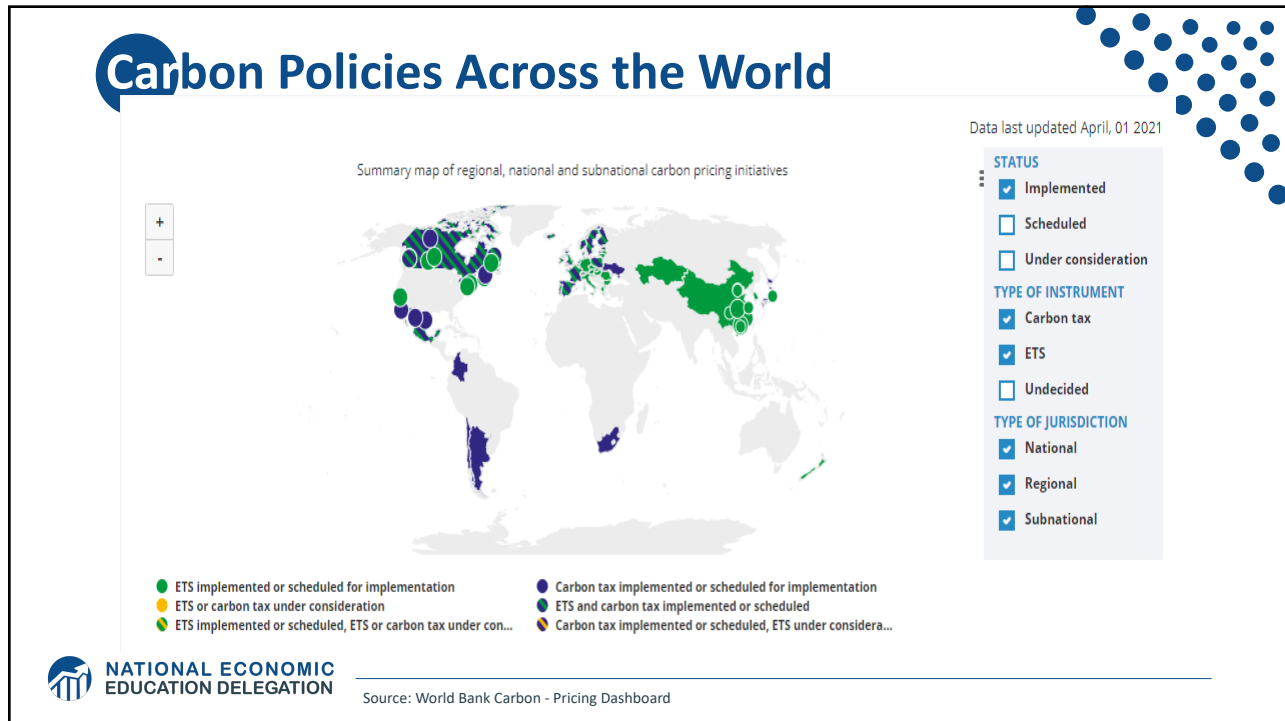 Carbon Policies Across the World
Data last updated April, 01 2021
Summary map of regional, national and subnational carbon pricing initiatives
+
-
STATUS
Implemented
Scheduled
Under consideration
TYPE OF INSTRUMENT
Carbon tax
ETS
Undecided
TYPE OF JURISDICTION
National
Regional
Subnational
ETS implemented or scheduled for implementation
Carbon tax implemented or scheduled for implementation
ETS or carbon tax under consideration
ETS and carbon tax implemented or scheduled
ETS implemented or scheduled, ETS or carbon tax under con...
Carbon tax implemented or scheduled, ETS under considera...
NATIONAL ECONOMIC
EDUCATION DELEGATION
Source: World Bank Carbon - Pricing Dashboard